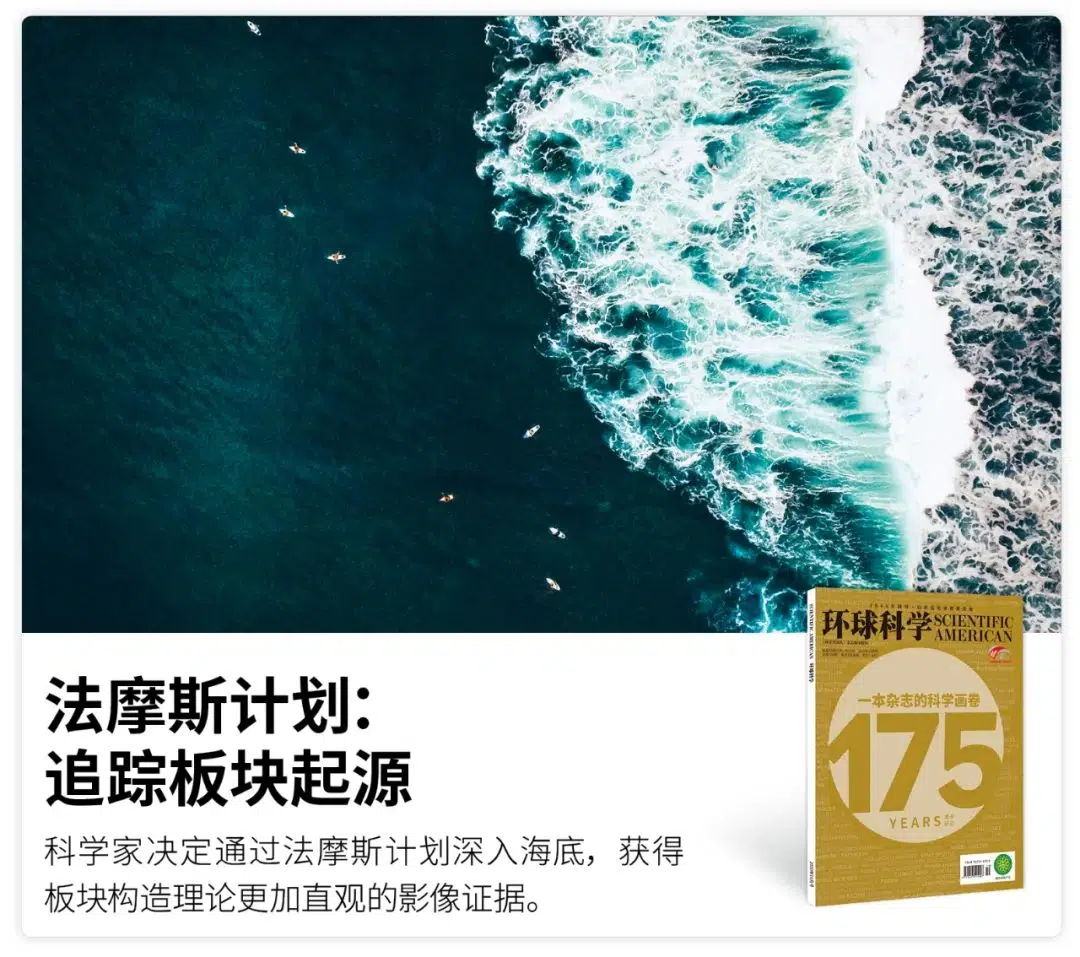 法摩斯计划：
追踪板块起源
科学家决定通过法摩斯计划深入海底，获得
板块构造理论更加直观的影像证据。
环球科学 SCIENTIFIC
AMERICAN
一本杂志的科学画卷
175
YEARS